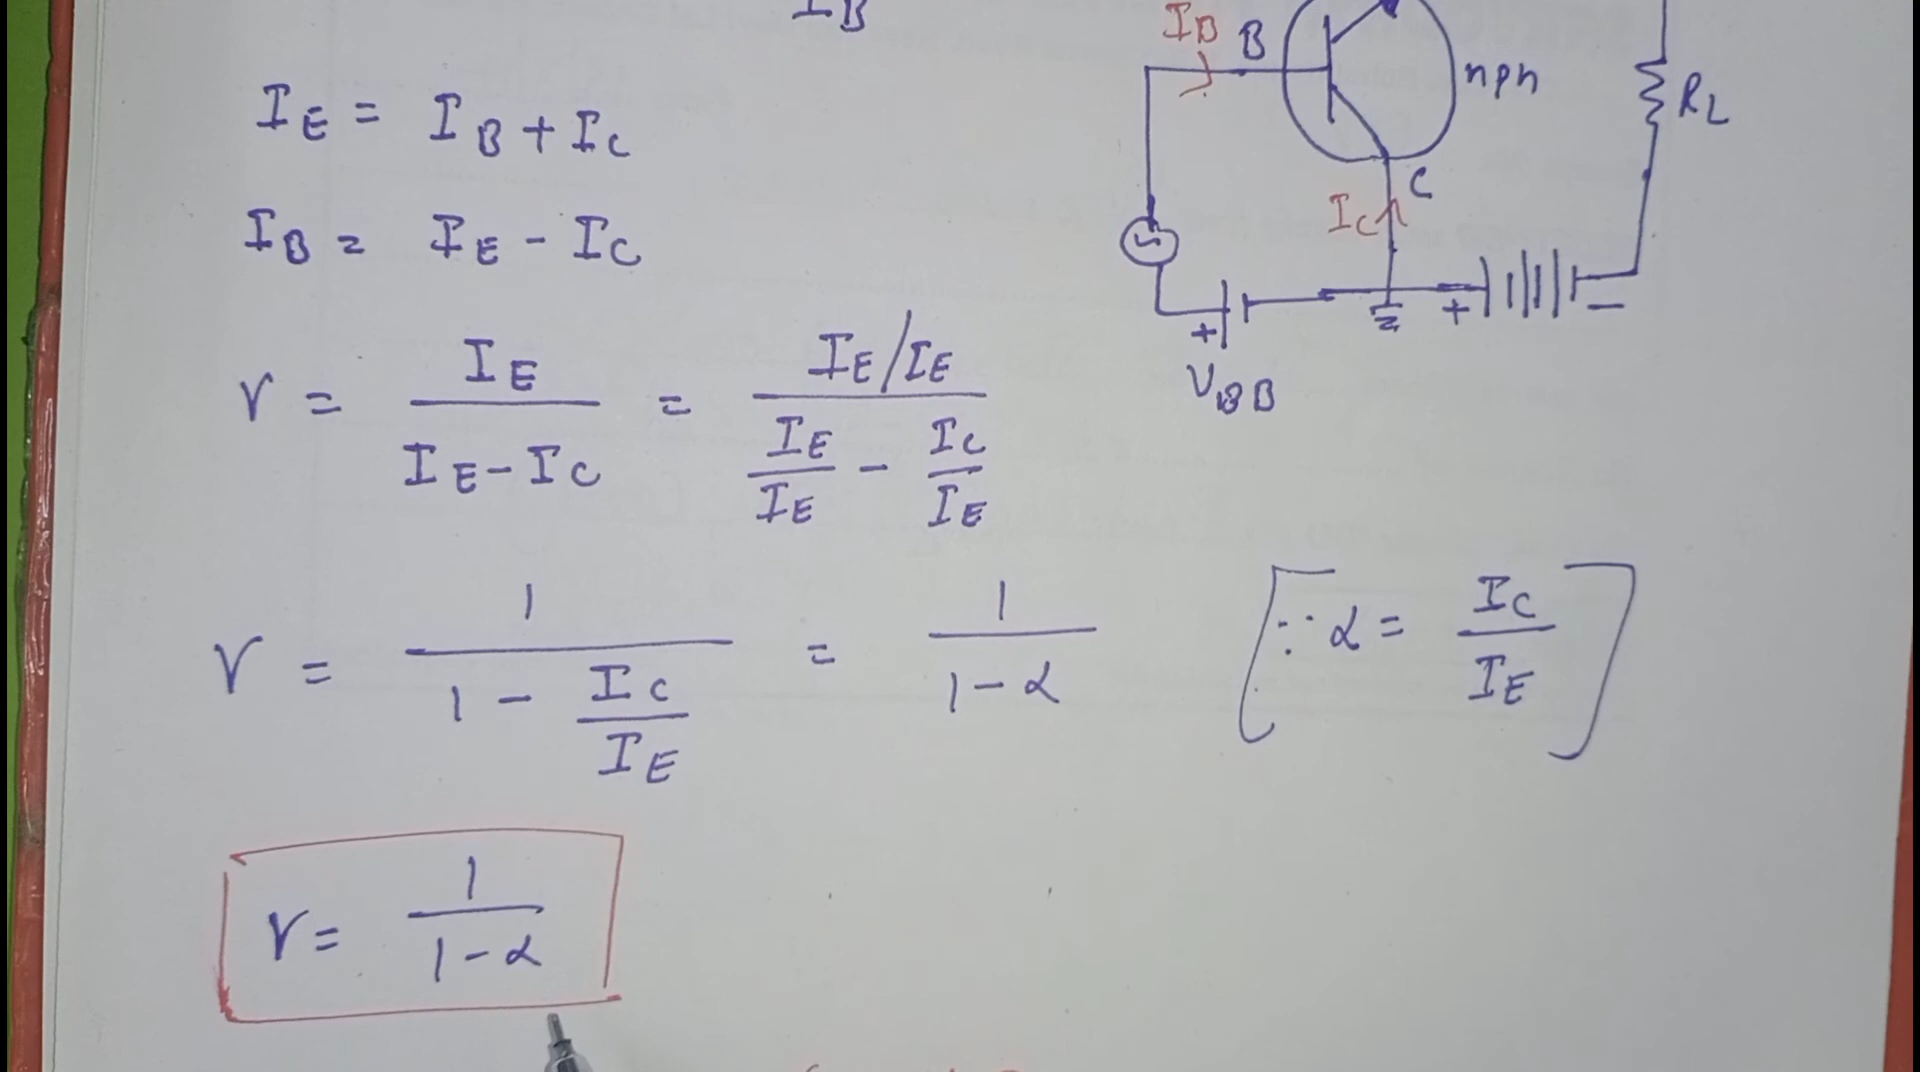 I_B
I_E = I_B + I_C
I_B = I_E - I_C
γ = I_E / (I_E - I_C) = (I_E/I_E) / (I_E/I_E - I_C/I_E)
γ = 1 / (1 - I_C/I_E) = 1 / (1 - α) [∵ α = I_C/I_E]
γ = 1 / (1 - α)
I_B B
npn
R_L
C
I_C
+ + −
V_BB